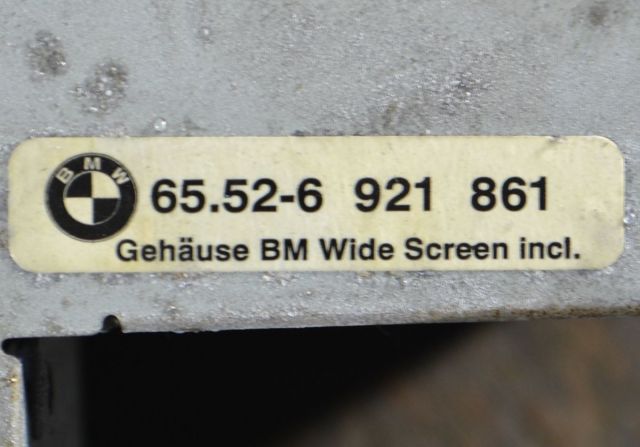 BMW
65.52-6 921 861
Gehäuse BM Wide Screen incl.